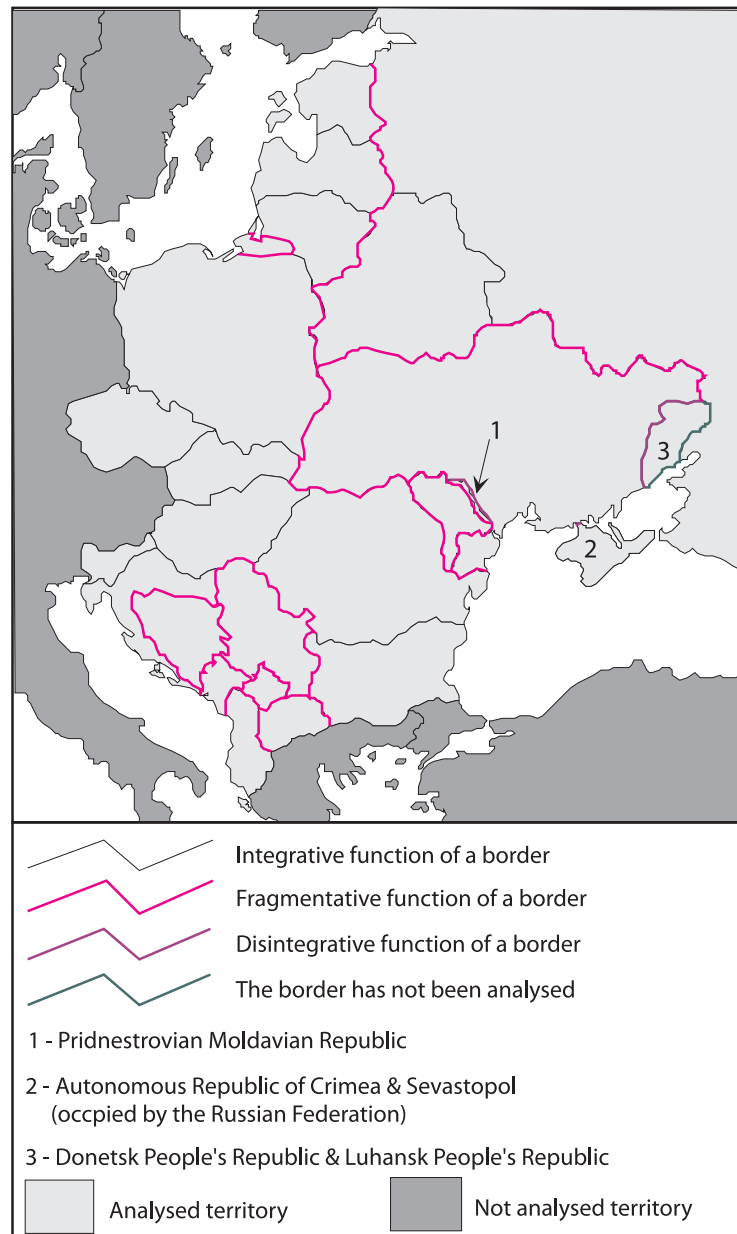 1
3
2
Integrative function of a border
Fragmentative function of a border
Disintegrative function of a border
The border has not been analysed
1 - Pridnestrovian Moldavian Republic
2 - Autonomous Republic of Crimea & Sevastopol
(occpied by the Russian Federation)
3 - Donetsk People's Republic & Luhansk People's Republic
Analysed territory
Not analysed territory